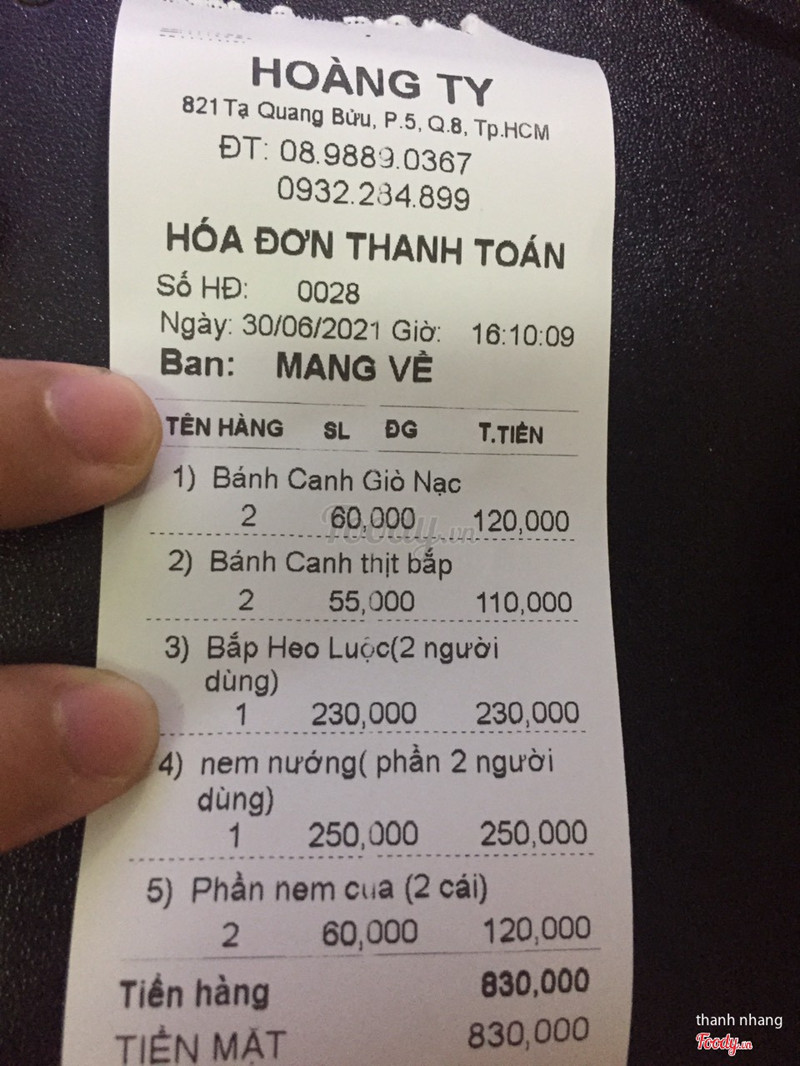 HOÀNG TY
821 Tạ Quang Bửu, P.5, Q.8, Tp.HCM
ĐT: 08.9889.0367
0932.284.899
HÓA ĐƠN THANH TOÁN
Số HĐ: 0028
Ngày: 30/06/2021 Giờ: 16:10:09
Ban: MANG VỀ
TÊN HÀNG SL ĐG T.TIỀN
1) Bánh Canh Giò Nạc
2 60,000 120,000
2) Bánh Canh thịt bắp
2 55,000 110,000
3) Bắp Heo Luộc(2 người
dùng)
1 230,000 230,000
4) nem nướng( phần 2 người
dùng)
1 250,000 250,000
5) Phần nem cua (2 cái)
2 60,000 120,000
Tiền hàng 830,000
TIỀN MẶT 830,000
Foody.vn
thanh nhang
Foody.vn